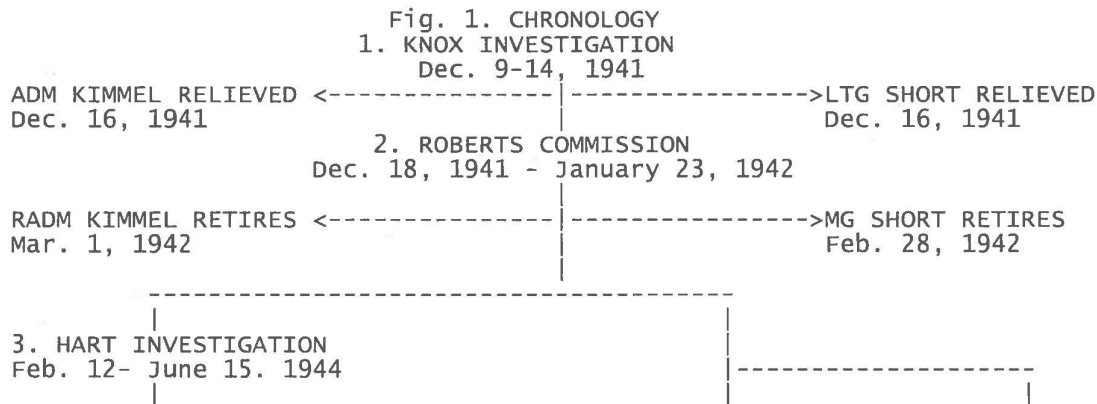 Fig. 1. CHRONOLOGY
1. KNOX INVESTIGATION
Dec. 9-14, 1941
ADM KIMMEL RELIEVED <----------------|---------------->LTG SHORT RELIEVED
Dec. 16, 1941 Dec. 16, 1941
2. ROBERTS COMMISSION
Dec. 18, 1941 - January 23, 1942
RADM KIMMEL RETIRES <----------------|---------------->MG SHORT RETIRES
Mar. 1, 1942 Feb. 28, 1942
3. HART INVESTIGATION
Feb. 12- June 15. 1944